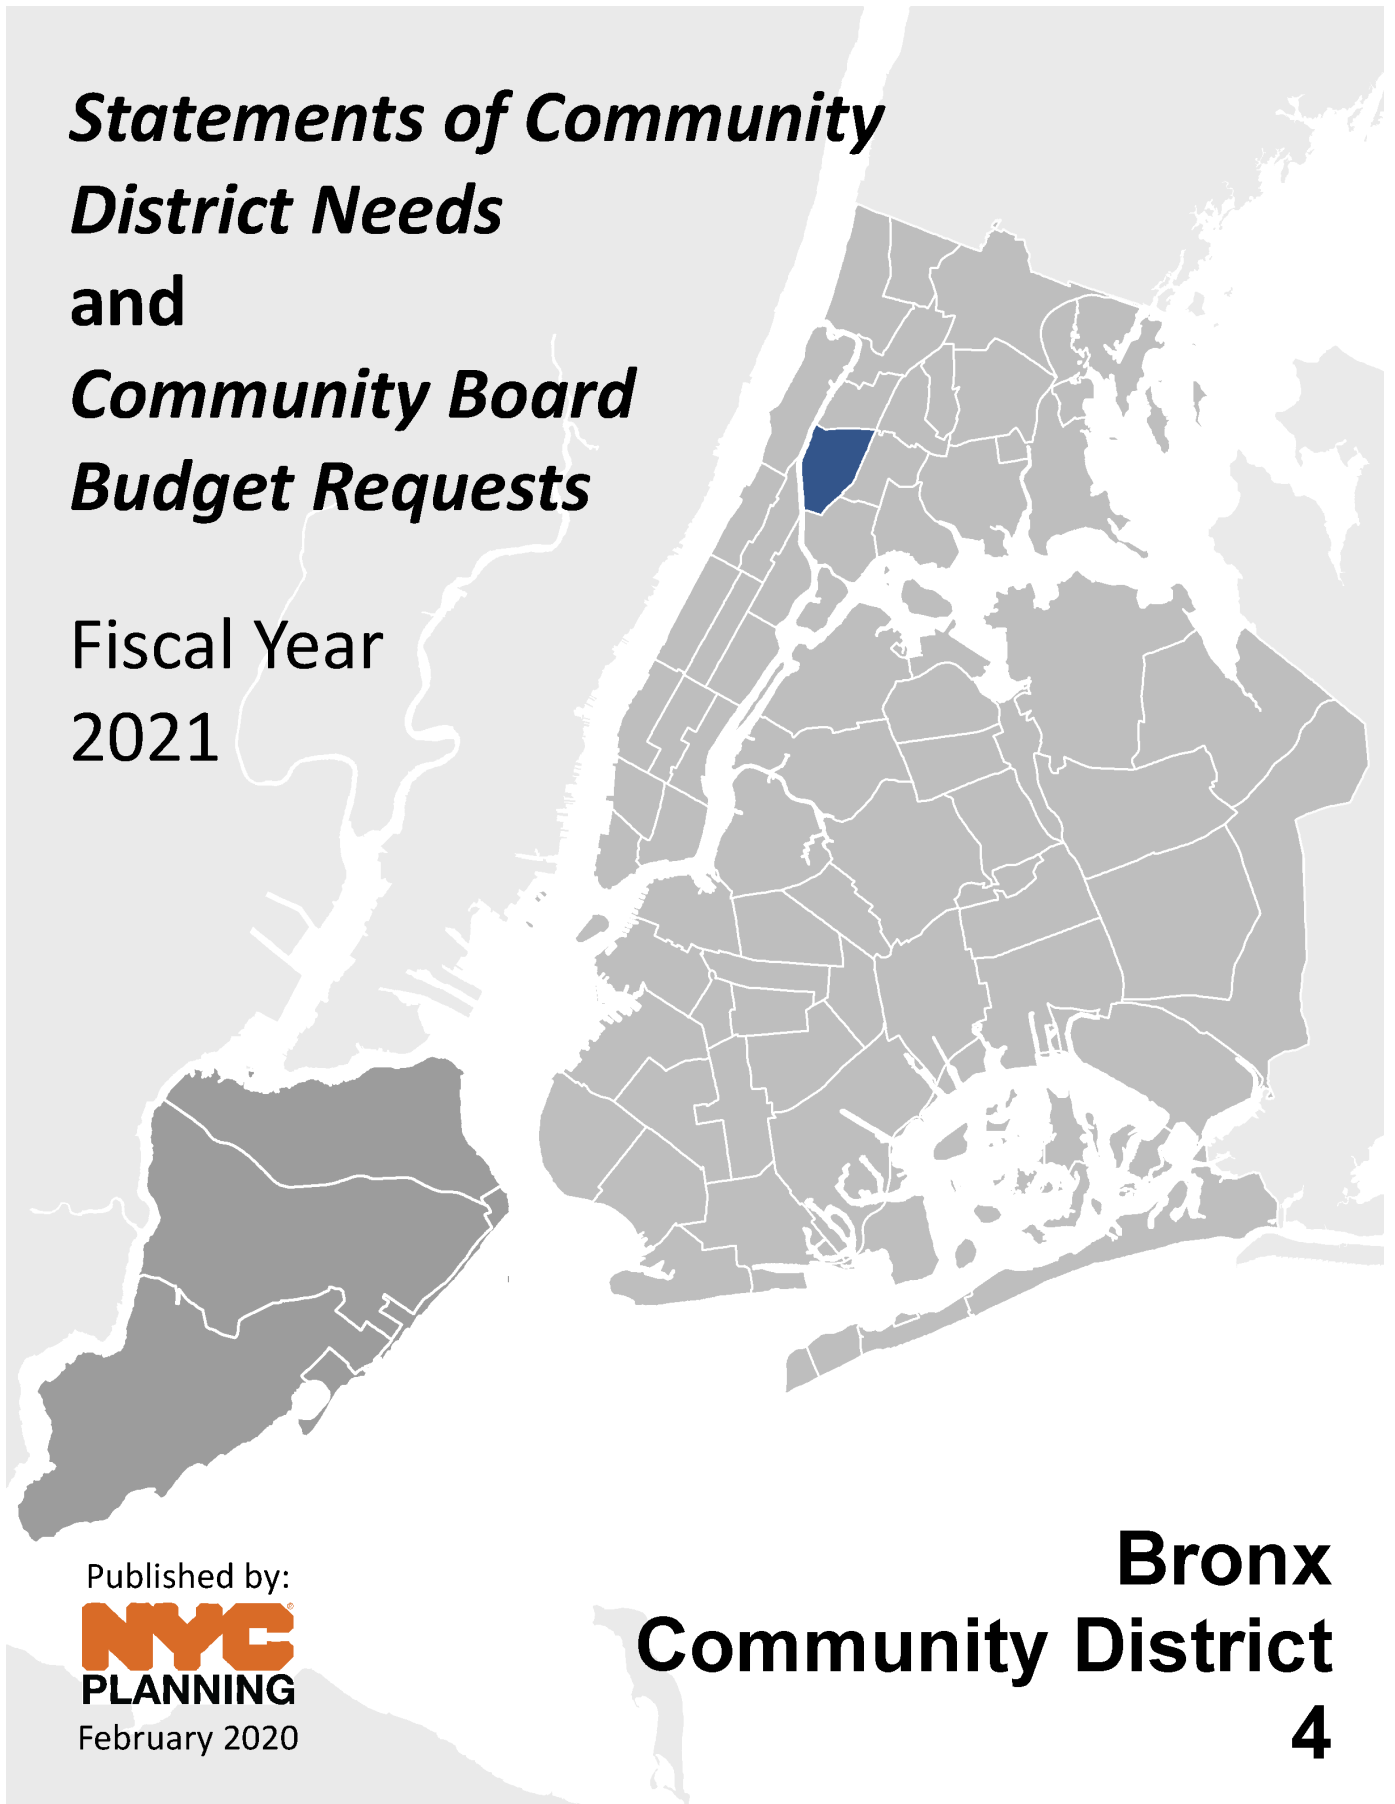 Statements of Community
District Needs
and
Community Board
Budget Requests
Fiscal Year
2021
Published by:
NYC®
PLANNING
February 2020
Bronx
Community District
4